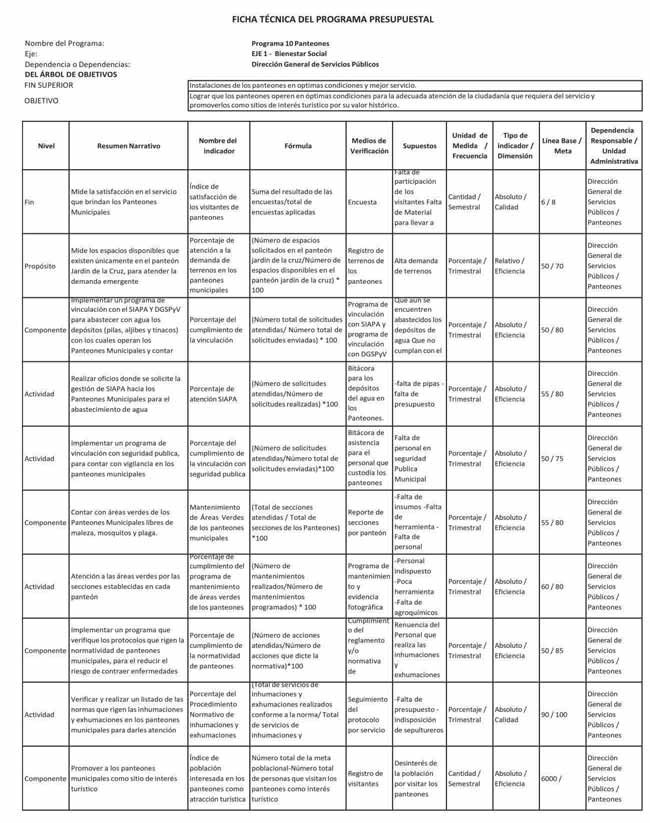 FICHA TÉCNICA DEL PROGRAMA PRESUPUESTAL
Nombre del Programa: Programa 10 Panteones
Eje: EJE 1 - Bienestar Social
Dependencia o Dependencias: Dirección General de Servicios Públicos
DEL ÁRBOL DE OBJETIVOS
FIN SUPERIOR Instalaciones de los panteones en optimas condiciones y mejor servicio.
OBJETIVO Lograr que los panteones operen en óptimas condiciones para la adecuada atención de la ciudadanía que requiera del servicio y
promoverlos como sitios de interés turístico por su valor histórico.
Nivel
Resumen Narrativo
Nombre del
indicador
Fórmula
Medios de
Verificación
Supuestos
Unidad de
Medida /
Frecuencia
Tipo de
indicador /
Dimensión
Línea Base /
Meta
Dependencia
Responsable /
Unidad
Administrativa
Fin
Mide la satisfacción en el servicio
que brindan los Panteones
Municipales
Índice de
satisfacción de
los visitantes de
panteones
Suma del resultado de las
encuestas/total de
encuestas aplicadas
Encuesta
Falta de
participación
de los
visitantes Falta
de Material
para llevar a
Cantidad /
Semestral
Absoluto /
Calidad
6 / 8
Dirección
General de
Servicios
Públicos /
Panteones
Propósito
Mide los espacios disponibles que
existen únicamente en el panteón
Jardín de la Cruz, para atender la
demanda emergente
Porcentaje de
atención a la
demanda de
terrenos en los
panteones
municipales
(Número de espacios
solicitados en el panteón
jardín de la cruz/Número de
espacios disponibles en el
panteón jardín de la cruz) *
100
Registro de
terrenos de
los
panteones
Alta demanda
de terrenos
Porcentaje /
Trimestral
Relativo /
Eficiencia
50 / 70
Dirección
General de
Servicios
Públicos /
Panteones
Componente
Implementar un programa de
vinculación con el SIAPA Y DGSPyV
para abastecer con agua los
depósitos (pilas, aljibes y tinacos)
con los cuales operan los
Panteones Municipales y contar
Porcentaje del
cumplimiento de
la vinculación
(Número total de solicitudes
atendidas/ Número total de
solicitudes enviadas) * 100
Programa de
vinculación
con SIAPA y
programa de
vinculación
con DGSPyV
Que aun se
encuentren
abastecidos los
depósitos de
agua Que no
cumplan con el
Porcentaje /
Trimestral
Absoluto /
Eficiencia
50 / 80
Dirección
General de
Servicios
Públicos /
Panteones
Actividad
Realizar oficios donde se solicite la
gestión de SIAPA hacia los
Panteones Municipales para el
abastecimiento de agua
Porcentaje de
atención SIAPA
(Número de solicitudes
atendidas/Número de
solicitudes realizadas) *100
Bitácora
para los
depósitos
del agua en
los
Panteones.
-falta de pipas -
falta de
presupuesto
Porcentaje /
Trimestral
Absoluto /
Eficiencia
55 / 80
Dirección
General de
Servicios
Públicos /
Panteones
Actividad
Implementar un programa de
vinculación con seguridad publica,
para contar con vigilancia en los
panteones municipales
Porcentaje del
cumplimiento de
la vinculación con
seguridad publica
(Número de solicitudes
atendidas/Número total de
solicitudes enviadas)*100
Bitácora de
asistencia
para el
personal que
custodia los
panteones
Falta de
personal en
seguridad
Publica
Municipal
Porcentaje /
Trimestral
Absoluto /
Eficiencia
50 / 75
Dirección
General de
Servicios
Públicos /
Panteones
Componente
Contar con áreas verdes de los
Panteones Municipales libres de
maleza, mosquitos y plaga.
Mantenimiento
de Áreas Verdes
de los panteones
municipales
(Total de secciones
atendidas / Total de
secciones de los Panteones)
*100
Reporte de
secciones
por panteón
-Falta de
insumos -Falta
de
herramienta -
Falta de
personal
Porcentaje /
Trimestral
Absoluto /
Eficiencia
55 / 80
Dirección
General de
Servicios
Públicos /
Panteones
Actividad
Atención a las áreas verdes por las
secciones establecidas en cada
panteón
Porcentaje de
cumplimiento del
programa de
mantenimiento
de áreas verdes
de los panteones
(Número de
mantenimientos
realizados/Número de
mantenimientos
programados) * 100
Programa de
mantenimien
to y
evidencia
fotográfica
-Personal
indispuesto
-Poca
herramienta
-Falta de
agroquímicos
Porcentaje /
Trimestral
Absoluto /
Eficiencia
60 / 80
Dirección
General de
Servicios
Públicos /
Panteones
Componente
Implementar un programa que
verifique los protocolos que rigen la
normatividad de panteones
municipales, para el reducir el
riesgo de contraer enfermedades
Porcentaje de
cumplimiento de
la normatividad
de panteones
(Número de acciones
atendidas/Número de
acciones que dicte la
normativa)*100
Cumplimient
o del
reglamento
y/o
normativa
de
Renuencia del
Personal que
realiza las
inhumaciones
y
exhumaciones
Porcentaje /
Trimestral
Absoluto /
Eficiencia
50 / 85
Dirección
General de
Servicios
Públicos /
Panteones
Actividad
Verificar y realizar un listado de las
normas que rigen las inhumaciones
y exhumaciones en los panteones
municipales para darles atención
Porcentaje del
Procedimiento
Normativo de
inhumaciones y
exhumaciones
(Total de servicios de
inhumaciones y
exhumaciones realizados
conforme a la norma/ Total
de servicios de
inhumaciones y
Seguimiento
del
protocolo
por servicio
-Falta de
presupuesto -
indisposición
de sepultureros
Porcentaje /
Trimestral
Absoluto /
Calidad
90 / 100
Dirección
General de
Servicios
Públicos /
Panteones
Componente
Promover a los panteones
municipales como sitio de interés
turístico
Índice de
población
interesada en los
panteones como
atracción turística
Número total de la meta
poblacional-Número total
de personas que visitan los
panteones como interés
turístico
Registro de
visitantes
Desinterés de
la población
por visitar los
panteones
Cantidad /
Semestral
Absoluto /
Eficiencia
6000 /
Dirección
General de
Servicios
Públicos /
Panteones